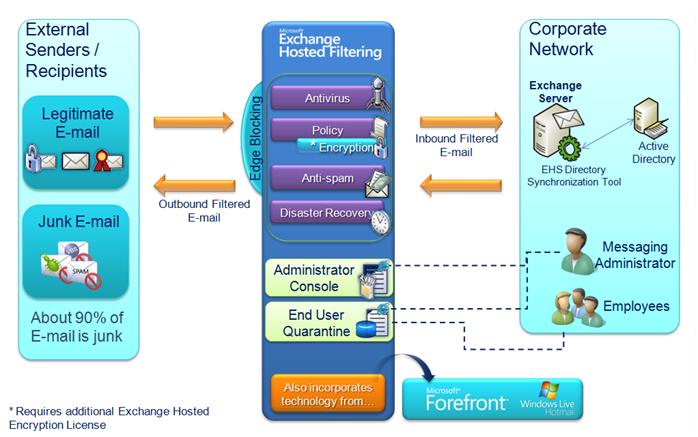 External
Senders /
Recipients
Legitimate
E-mail
Junk E-mail
SPAM
About 90% of
E-mail is junk
* Requires additional Exchange Hosted
Encryption License
Outbound Filtered
E-mail
Edge Blocking
Microsoft
Exchange
Hosted Filtering
Antivirus
Policy
* Encryption
Anti-spam
Disaster Recovery
Administrator
Console
End User
Quarantine
Also incorporates
technology from...
Inbound Filtered
E-mail
Corporate
Network
Exchange
Server
EHS Directory
Synchronization Tool
Active
Directory
Messaging
Administrator
Employees
Microsoft
Forefront
Windows Live
Hotmail